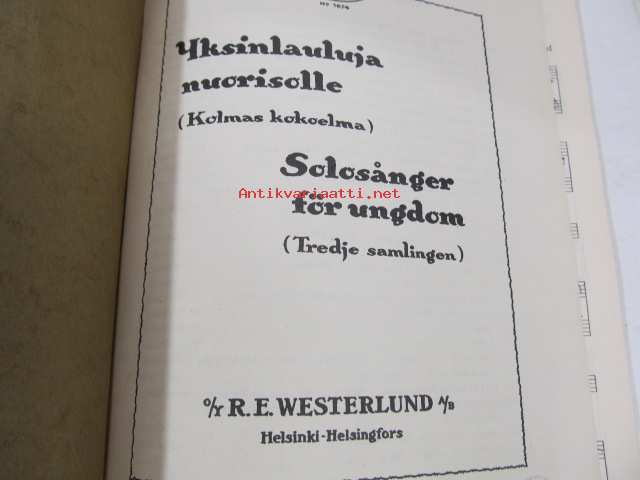 Yksinlauluja
nuorisolle
(Kolmas kokoelma)
Solosånger
Antikvariaatti.net
för ungdom
(Tredje samlingen)
O/Y R. E. WESTERLUND A/B
Helsinki-Helsingfors